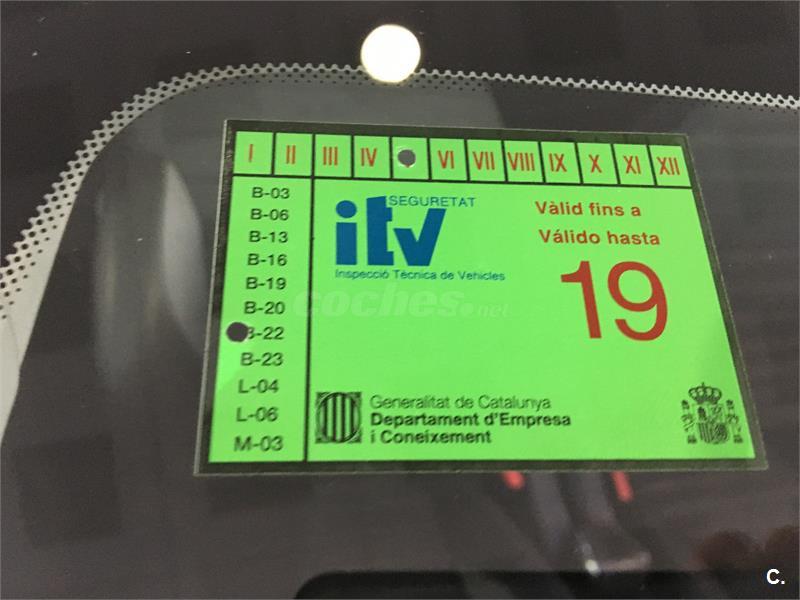 I II III IV VI VII VIII IX X XI XII
B-03
B-06
B-13
B-16
B-19
B-20
B-22
B-23
L-04
L-06
M-03
SEGURETAT
itv
Inspecció Tècnica de Vehicles
Vàlid fins a
Válido hasta
19
coches.net
Generalitat de Catalunya
Departament d'Empresa
i Coneixement
C.